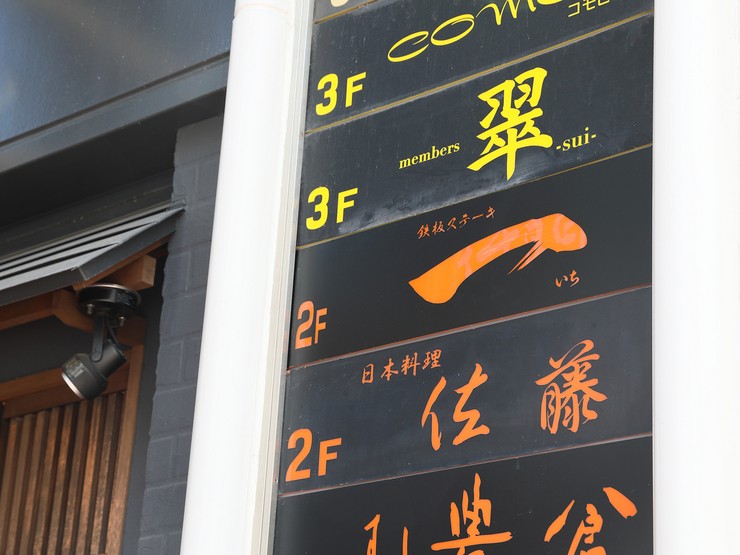 コモレ
3F
members 翠 -sui-
3F
鉄板ステーキ
一
いち
2F
日本料理
佐藤
2F